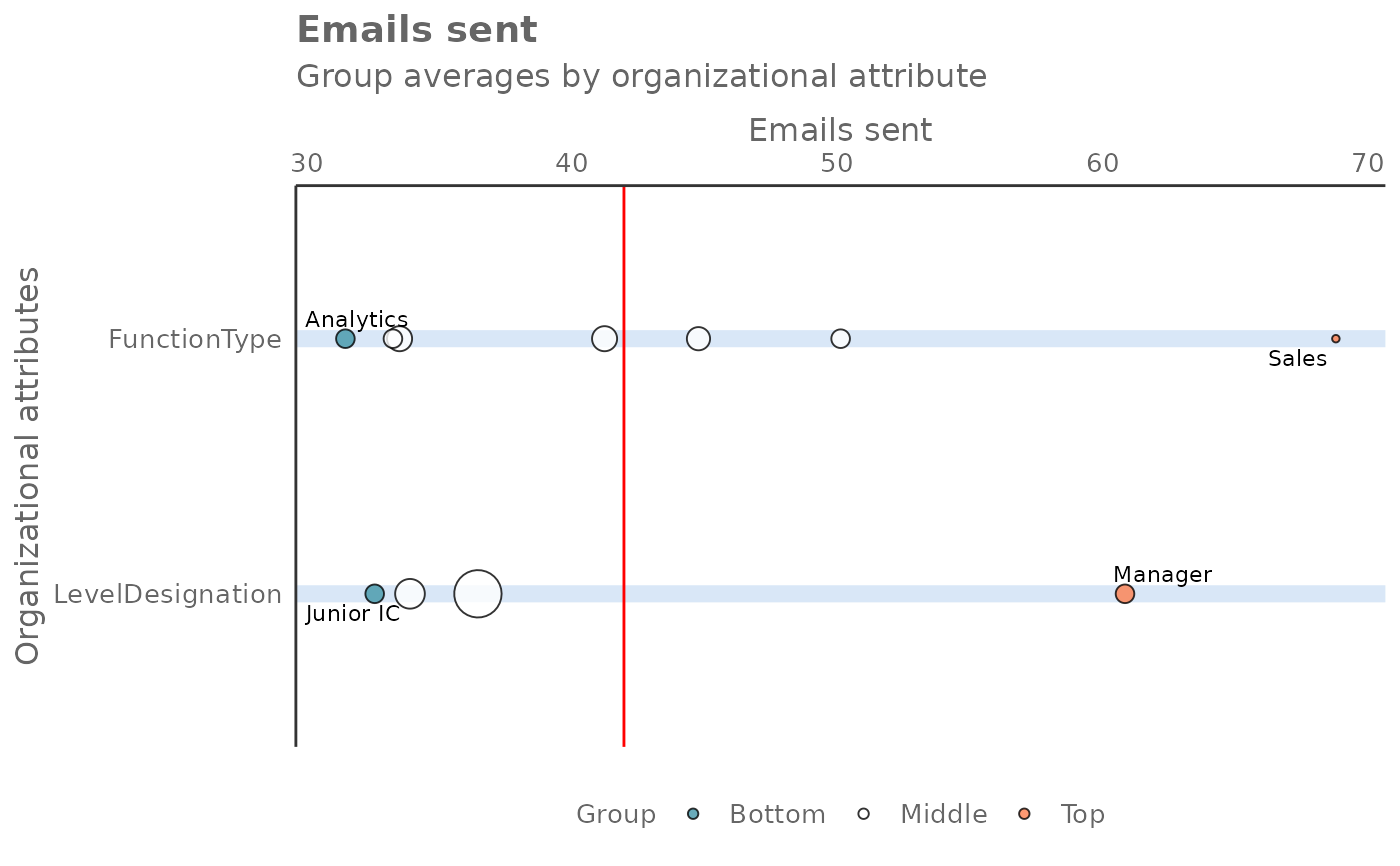 Emails sent
Group averages by organizational attribute
Emails sent
30 40 50 60 70
Organizational attributes
Analytics
FunctionType
Sales
Manager
LevelDesignation
Junior IC
Group Bottom Middle Top